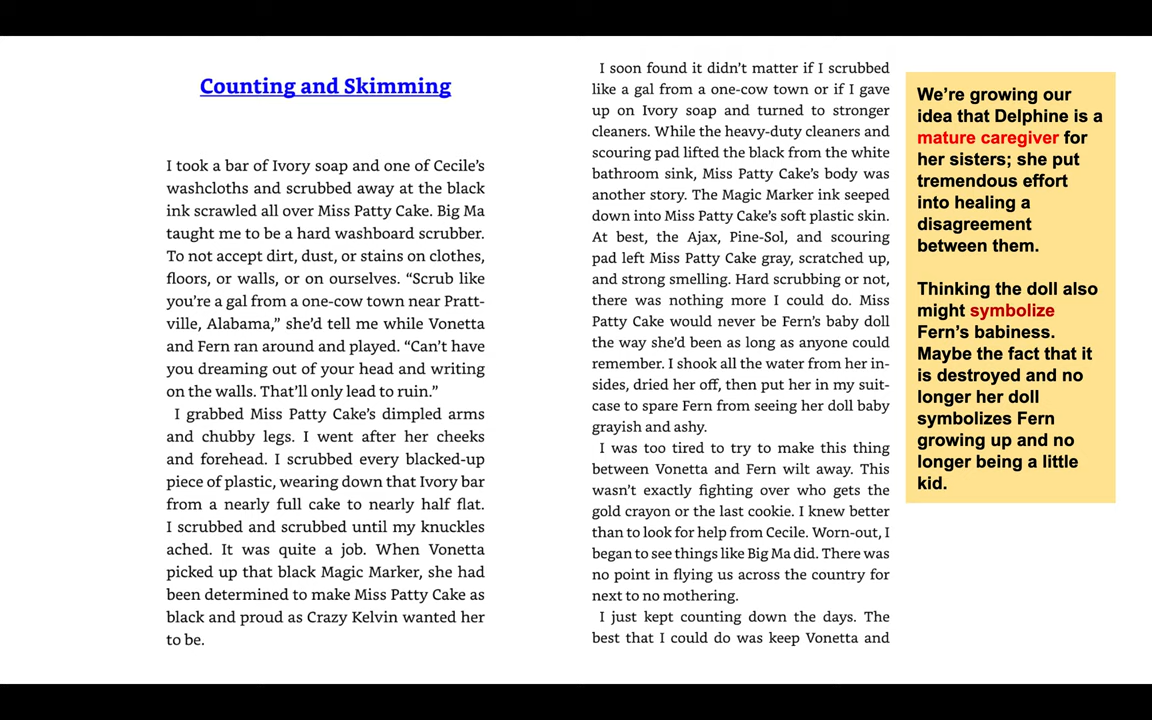 Counting and Skimming
I took a bar of Ivory soap and one of Cecile's
washcloths and scrubbed away at the black
ink scrawled all over Miss Patty Cake. Big Ma
taught me to be a hard washboard scrubber.
To not accept dirt, dust, or stains on clothes,
floors, or walls, or on ourselves. “Scrub like
you're a gal from a one-cow town near Pratt-
ville, Alabama,” she'd tell me while Vonetta
and Fern ran around and played. “Can't have
you dreaming out of your head and writing
on the walls. That'll only lead to ruin.”
I grabbed Miss Patty Cake's dimpled arms
and chubby legs. I went after her cheeks
and forehead. I scrubbed every blacked-up
piece of plastic, wearing down that Ivory bar
from a nearly full cake to nearly half flat.
I scrubbed and scrubbed until my knuckles
ached. It was quite a job. When Vonetta
picked up that black Magic Marker, she had
been determined to make Miss Patty Cake as
black and proud as Crazy Kelvin wanted her
to be.
I soon found it didn't matter if I scrubbed
like a gal from a one-cow town or if I gave
up on Ivory soap and turned to stronger
cleaners. While the heavy-duty cleaners and
scouring pad lifted the black from the white
bathroom sink, Miss Patty Cake's body was
another story. The Magic Marker ink seeped
down into Miss Patty Cake's soft plastic skin.
At best, the Ajax, Pine-Sol, and scouring
pad left Miss Patty Cake gray, scratched up,
and strong smelling. Hard scrubbing or not,
there was nothing more I could do. Miss
Patty Cake would never be Fern's baby doll
the way she'd been as long as anyone could
remember. I shook all the water from her in-
sides, dried her off, then put her in my suit-
case to spare Fern from seeing her doll baby
grayish and ashy.
I was too tired to try to make this thing
between Vonetta and Fern wilt away. This
wasn't exactly fighting over who gets the
gold crayon or the last cookie. I knew better
than to look for help from Cecile. Worn-out, I
began to see things like Big Ma did. There was
no point in flying us across the country for
next to no mothering.
I just kept counting down the days. The
best that I could do was keep Vonetta and
We're growing our
idea that Delphine is a
mature caregiver for
her sisters; she put
tremendous effort
into healing a
disagreement
between them.
Thinking the doll also
might symbolize
Fern's babiness.
Maybe the fact that it
is destroyed and no
longer her doll
symbolizes Fern
growing up and no
longer being a little
kid.